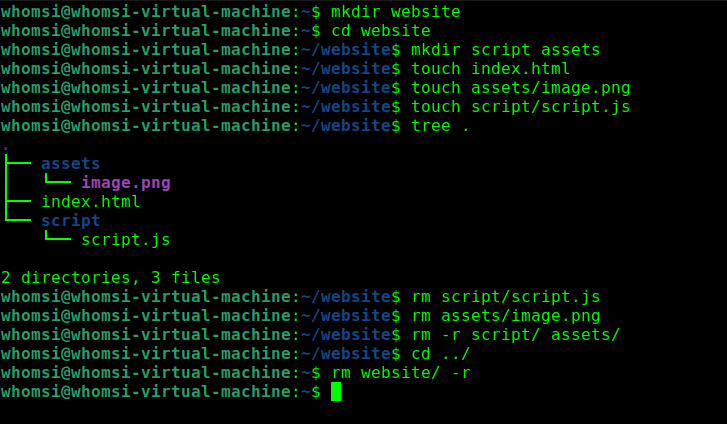 whomsi@whomsi-virtual-machine:~$ mkdir website
whomsi@whomsi-virtual-machine:~$ cd website
whomsi@whomsi-virtual-machine:~/website$ mkdir script assets
whomsi@whomsi-virtual-machine:~/website$ touch index.html
whomsi@whomsi-virtual-machine:~/website$ touch assets/image.png
whomsi@whomsi-virtual-machine:~/website$ touch script/script.js
whomsi@whomsi-virtual-machine:~/website$ tree .
.
├── assets
│   └── image.png
├── index.html
└── script
    └── script.js

2 directories, 3 files
whomsi@whomsi-virtual-machine:~/website$ rm script/script.js
whomsi@whomsi-virtual-machine:~/website$ rm assets/image.png
whomsi@whomsi-virtual-machine:~/website$ rm -r script/ assets/
whomsi@whomsi-virtual-machine:~/website$ cd ../
whomsi@whomsi-virtual-machine:~$ rm website/ -r
whomsi@whomsi-virtual-machine:~$